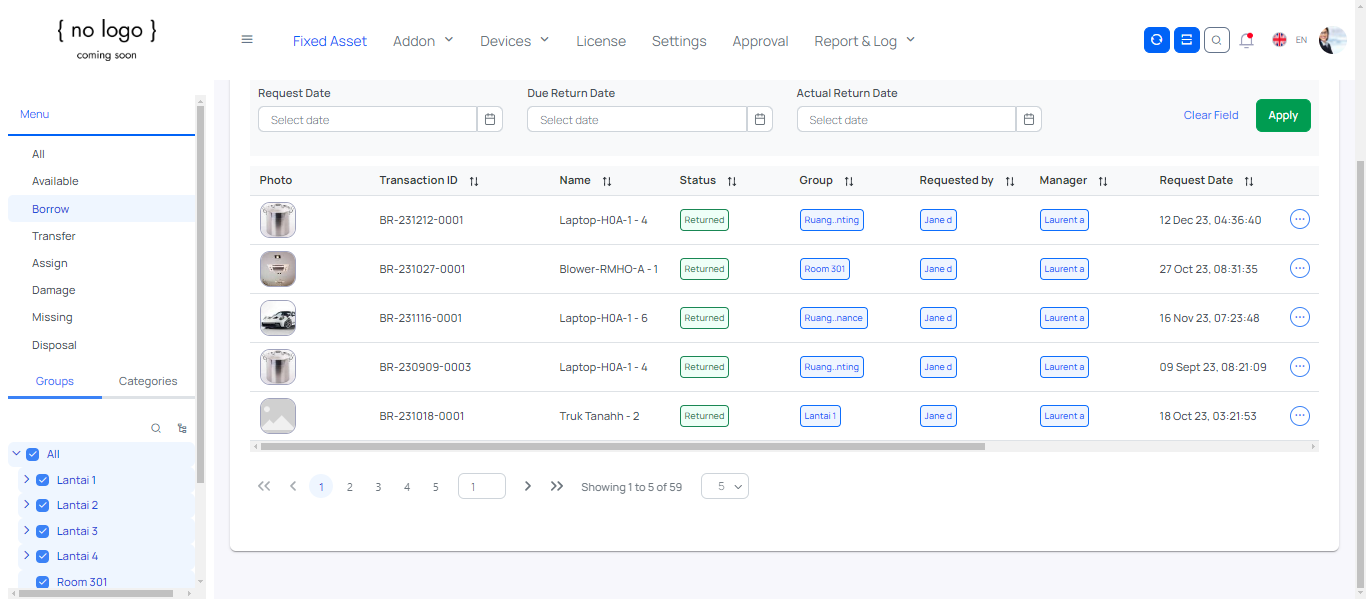 { no logo }
coming soon
Fixed Asset Addon Devices License Settings Approval Report & Log EN
Menu
All
Available
Borrow
Transfer
Assign
Damage
Missing
Disposal
Groups Categories
All
Lantai 1
Lantai 2
Lantai 3
Lantai 4
Room 301
Request Date Due Return Date Actual Return Date
Select date Select date Select date Clear Field Apply
Photo Transaction ID Name Status Group Requested by Manager Request Date
BR-231212-0001 Laptop-H0A-1 - 4 Returned Ruang..nting Jane d Laurent a 12 Dec 23, 04:36:40
BR-231027-0001 Blower-RMHO-A - 1 Returned Room 301 Jane d Laurent a 27 Oct 23, 08:31:35
BR-231116-0001 Laptop-H0A-1 - 6 Returned Ruang..nance Jane d Laurent a 16 Nov 23, 07:23:48
BR-230909-0003 Laptop-H0A-1 - 4 Returned Ruang..nting Jane d Laurent a 09 Sept 23, 08:21:09
BR-231018-0001 Truk Tanahh - 2 Returned Lantai 1 Jane d Laurent a 18 Oct 23, 03:21:53
1 2 3 4 5 1 Showing 1 to 5 of 59 5